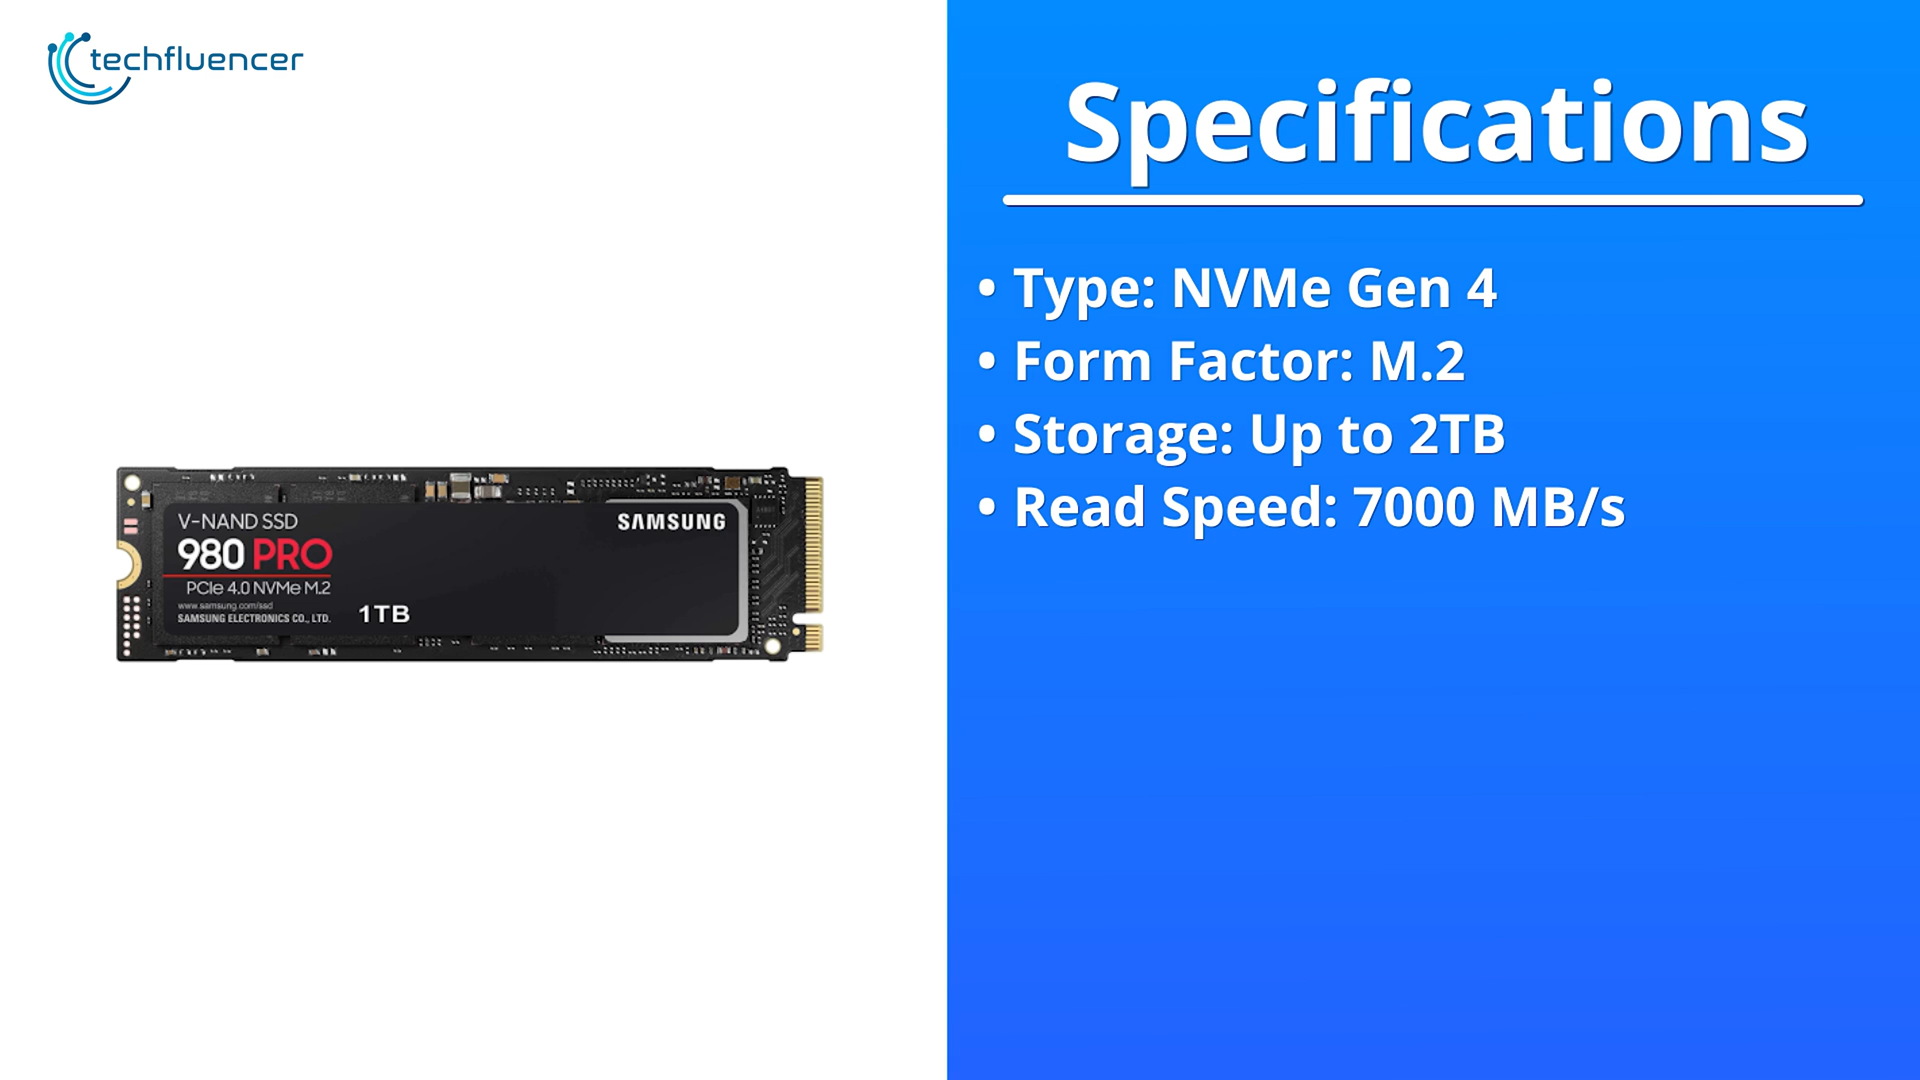 techfluencer
V-NAND SSD
980 PRO
PCIe 4.0 NVMe M.2
www.samsung.com/ssd
SAMSUNG ELECTRONICS CO., LTD.
1TB
SAMSUNG
Specifications
• Type: NVMe Gen 4
• Form Factor: M.2
• Storage: Up to 2TB
• Read Speed: 7000 MB/s